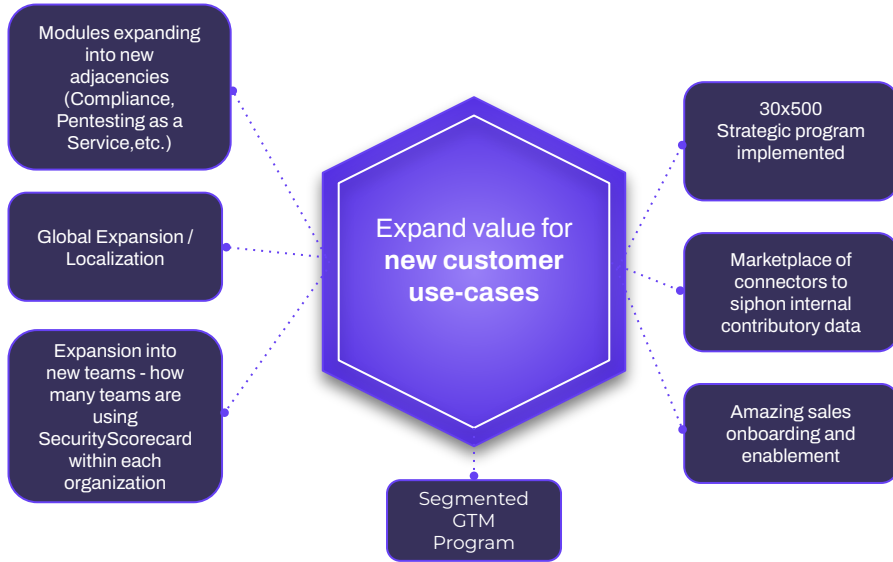 Modules expanding
into new
adjacencies
(Compliance,
Pentesting as a
Service,etc.)
Global Expansion /
Localization
Expansion into
new teams - how
many teams are
using
SecurityScorecard
within each
organization
Expand value for
new customer
use-cases
Segmented
GTM
Program
30x500
Strategic program
implemented
Marketplace of
connectors to
siphon internal
contributory data
Amazing sales
onboarding and
enablement